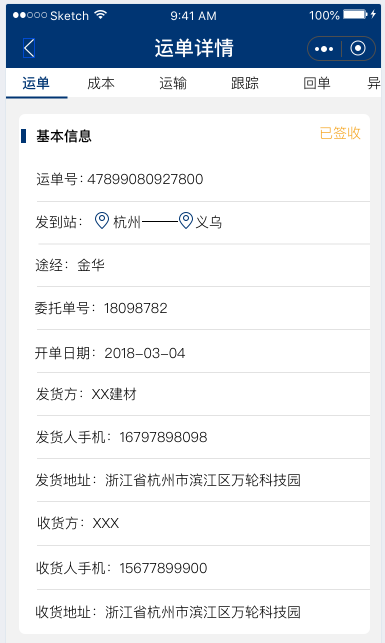 Sketch 9:41 AM 100%
运单详情
运单 成本 运输 跟踪 回单 异
基本信息 已签收
运单号：47899080927800
发到站： 杭州 义乌
途经：金华
委托单号：18098782
开单日期：2018-03-04
发货方：XX建材
发货人手机：16797898098
发货地址：浙江省杭州市滨江区万轮科技园
收货方：XXX
收货人手机：15677899900
收货地址：浙江省杭州市滨江区万轮科技园